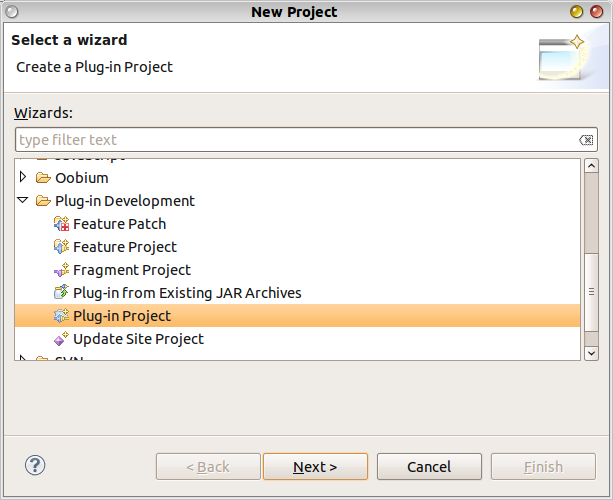 New Project
Select a wizard
Create a Plug-in Project
Wizards:
type filter text
JavaScript
Oobium
Plug-in Development
Feature Patch
Feature Project
Fragment Project
Plug-in from Existing JAR Archives
Plug-in Project
Update Site Project
SVN
?
< Back
Next >
Cancel
Finish